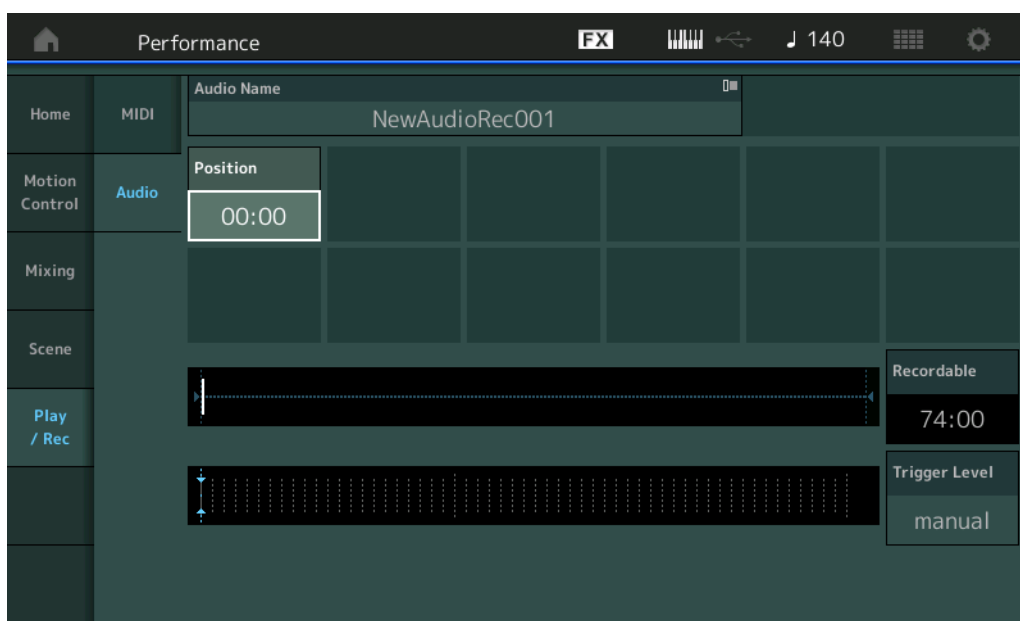 Performance
FX
140
Home
MIDI
Audio Name
NewAudioRec001
Motion
Control
Audio
Position
00:00
Mixing
Scene
Play
/ Rec
Recordable
74:00
Trigger Level
manual